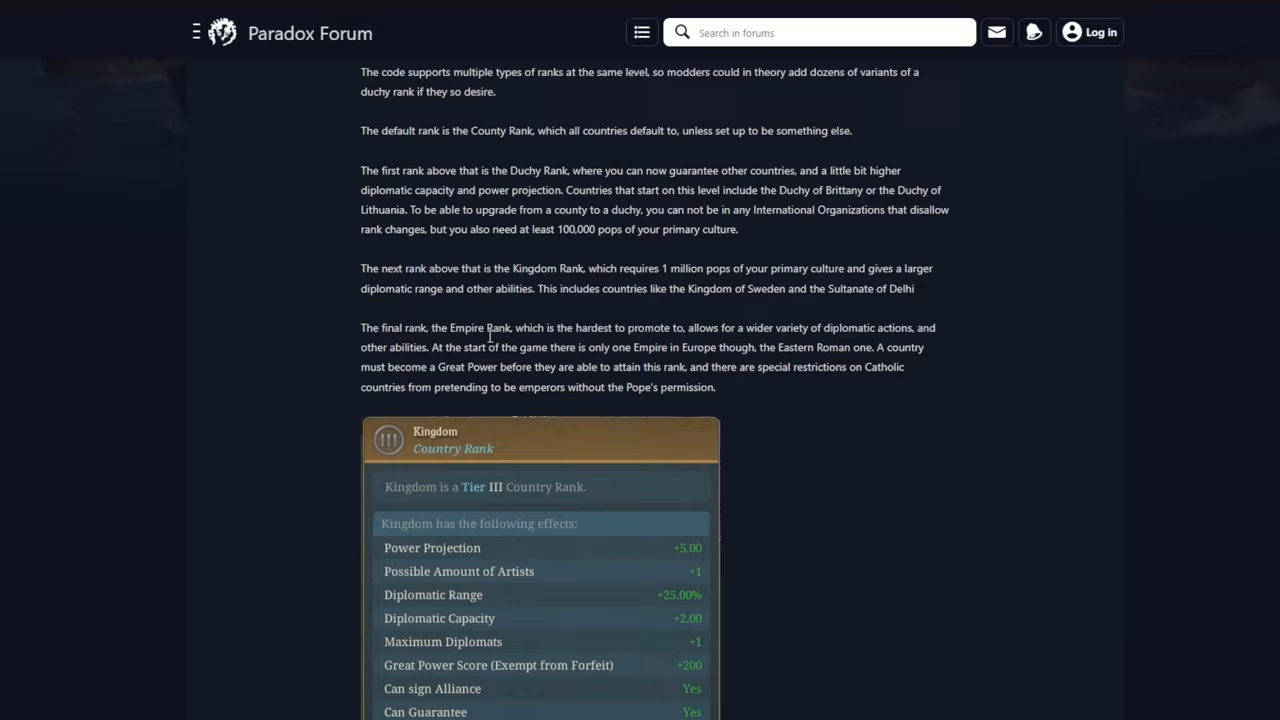 Paradox Forum
Search in forums
Log in
The code supports multiple types of ranks at the same level, so modders could in theory add dozens of variants of a
duchy rank if they so desire.
The default rank is the County Rank, which all countries default to, unless set up to be something else.
The first rank above that is the Duchy Rank, where you can now guarantee other countries, and a little bit higher
diplomatic capacity and power projection. Countries that start on this level include the Duchy of Brittany or the Duchy of
Lithuania. To be able to upgrade from a county to a duchy, you can not be in any International Organizations that disallow
rank changes, but you also need at least 100,000 pops of your primary culture.
The next rank above that is the Kingdom Rank, which requires 1 million pops of your primary culture and gives a larger
diplomatic range and other abilities. This includes countries like the Kingdom of Sweden and the Sultanate of Delhi
The final rank, the Empire Rank, which is the hardest to promote to, allows for a wider variety of diplomatic actions, and
other abilities. At the start of the game there is only one Empire in Europe though, the Eastern Roman one. A country
must become a Great Power before they are able to attain this rank, and there are special restrictions on Catholic
countries from pretending to be emperors without the Pope's permission.
III
Kingdom
Country Rank
Kingdom is a Tier III Country Rank.
Kingdom has the following effects:
Power Projection +5.00
Possible Amount of Artists +1
Diplomatic Range +25.00%
Diplomatic Capacity +2.00
Maximum Diplomats +1
Great Power Score (Exempt from Forfeit) +200
Can sign Alliance Yes
Can Guarantee Yes